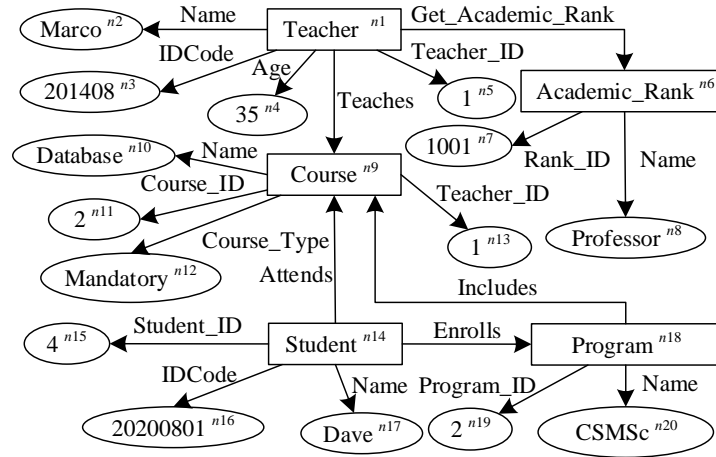 Name
Marco n2
Teacher n1
Get_Academic_Rank
IDCode
Age
Teacher_ID
201408 n3
35 n4
Teaches
1 n5
Academic_Rank n6
1001 n7
Rank_ID
Name
Database n10
Name
Course n9
Course_ID
Teacher_ID
2 n11
Course_Type
1 n13
Professor n8
Mandatory n12
Attends
Includes
4 n15
Student_ID
Student n14
Enrolls
Program n18
IDCode
Name
Program_ID
Name
20200801 n16
Dave n17
2 n19
CSMSc n20